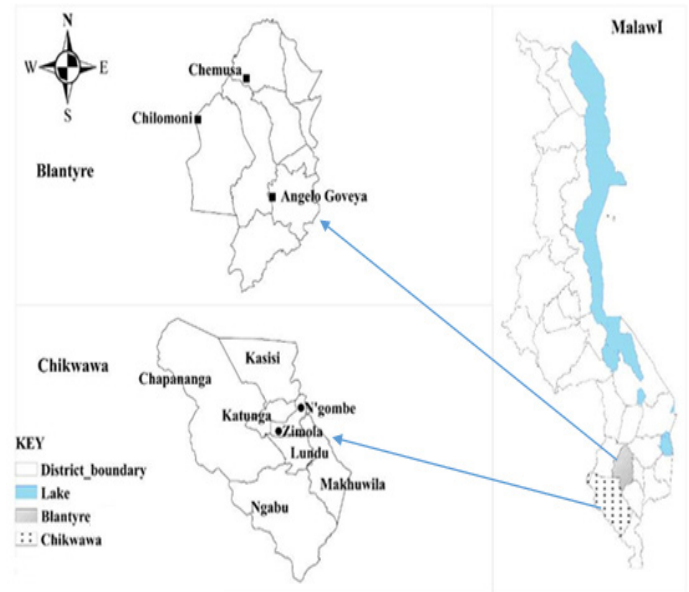 N
W
E
S
Blantyre
Chemusa
Chilomoni
Angelo Goveya
MalawI
Chikwawa
Kasisi
Chapananga
Katunga
N'gombe
Zimola
Lundu
Makhuwila
Ngabu
KEY
District_boundary
Lake
Blantyre
Chikwawa